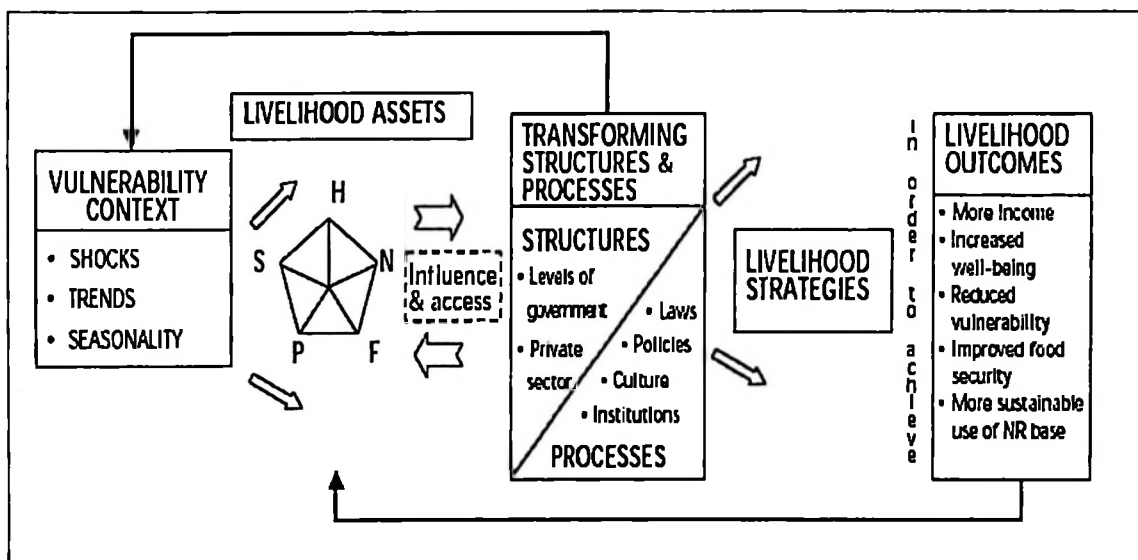 LIVELIHOOD ASSETS
VULNERABILITY
CONTEXT
• SHOCKS
• TRENDS
• SEASONALITY
H
S
N
P
F
Influence
& access
TRANSFORMING
STRUCTURES &
PROCESSES
STRUCTURES
• Levels of
government
• Private
sector
• Laws
• Policies
• Culture
• Institutions
PROCESSES
LIVELIHOOD
STRATEGIES
In order to achieve
LIVELIHOOD
OUTCOMES
• More Income
• Increased
well-being
• Reduced
vulnerability
• Improved food
security
• More sustainable
use of NR base